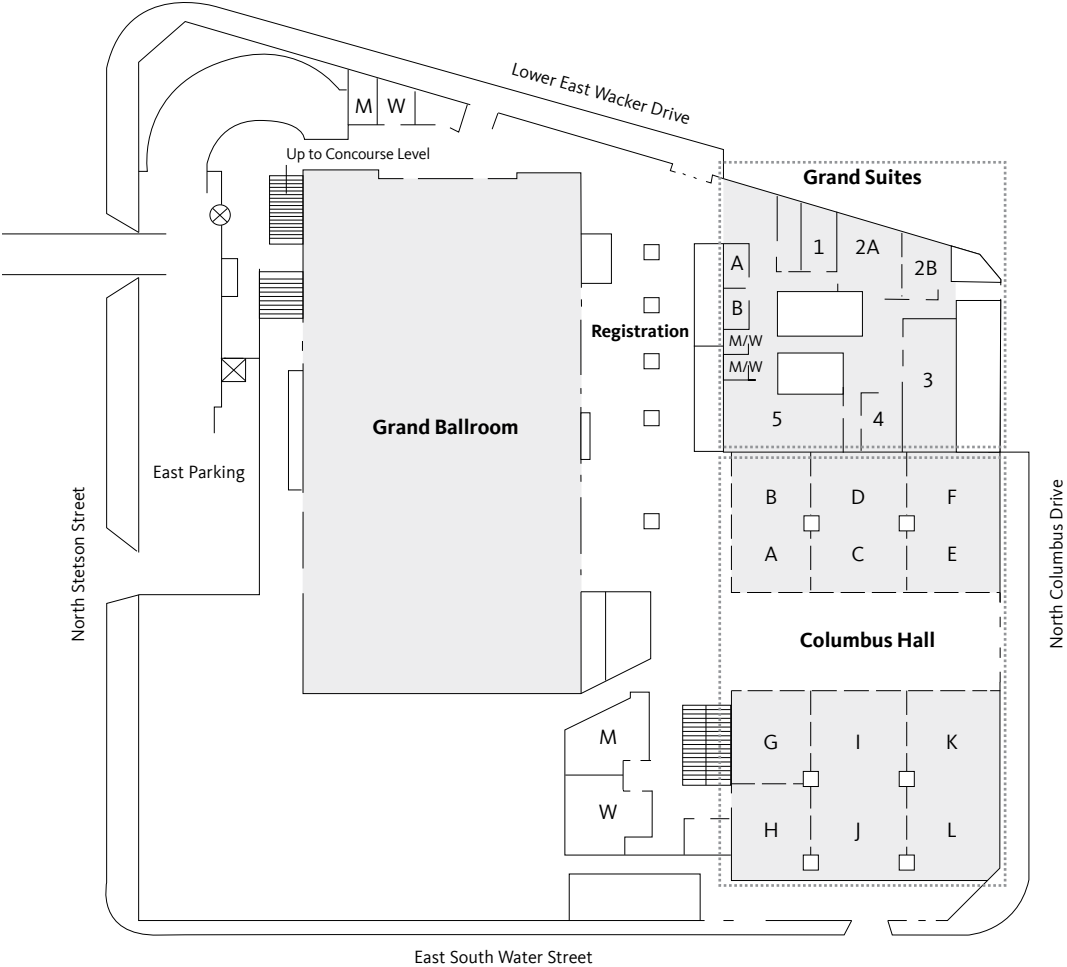 Lower East Wacker Drive
M W
Up to Concourse Level
Grand Suites
1 2A
2B
A
B
M/W
M/W
3
5 4
Registration
Grand Ballroom
East Parking
North Stetson Street
North Columbus Drive
B D F
A C E
Columbus Hall
G I K
H J L
M
W
East South Water Street